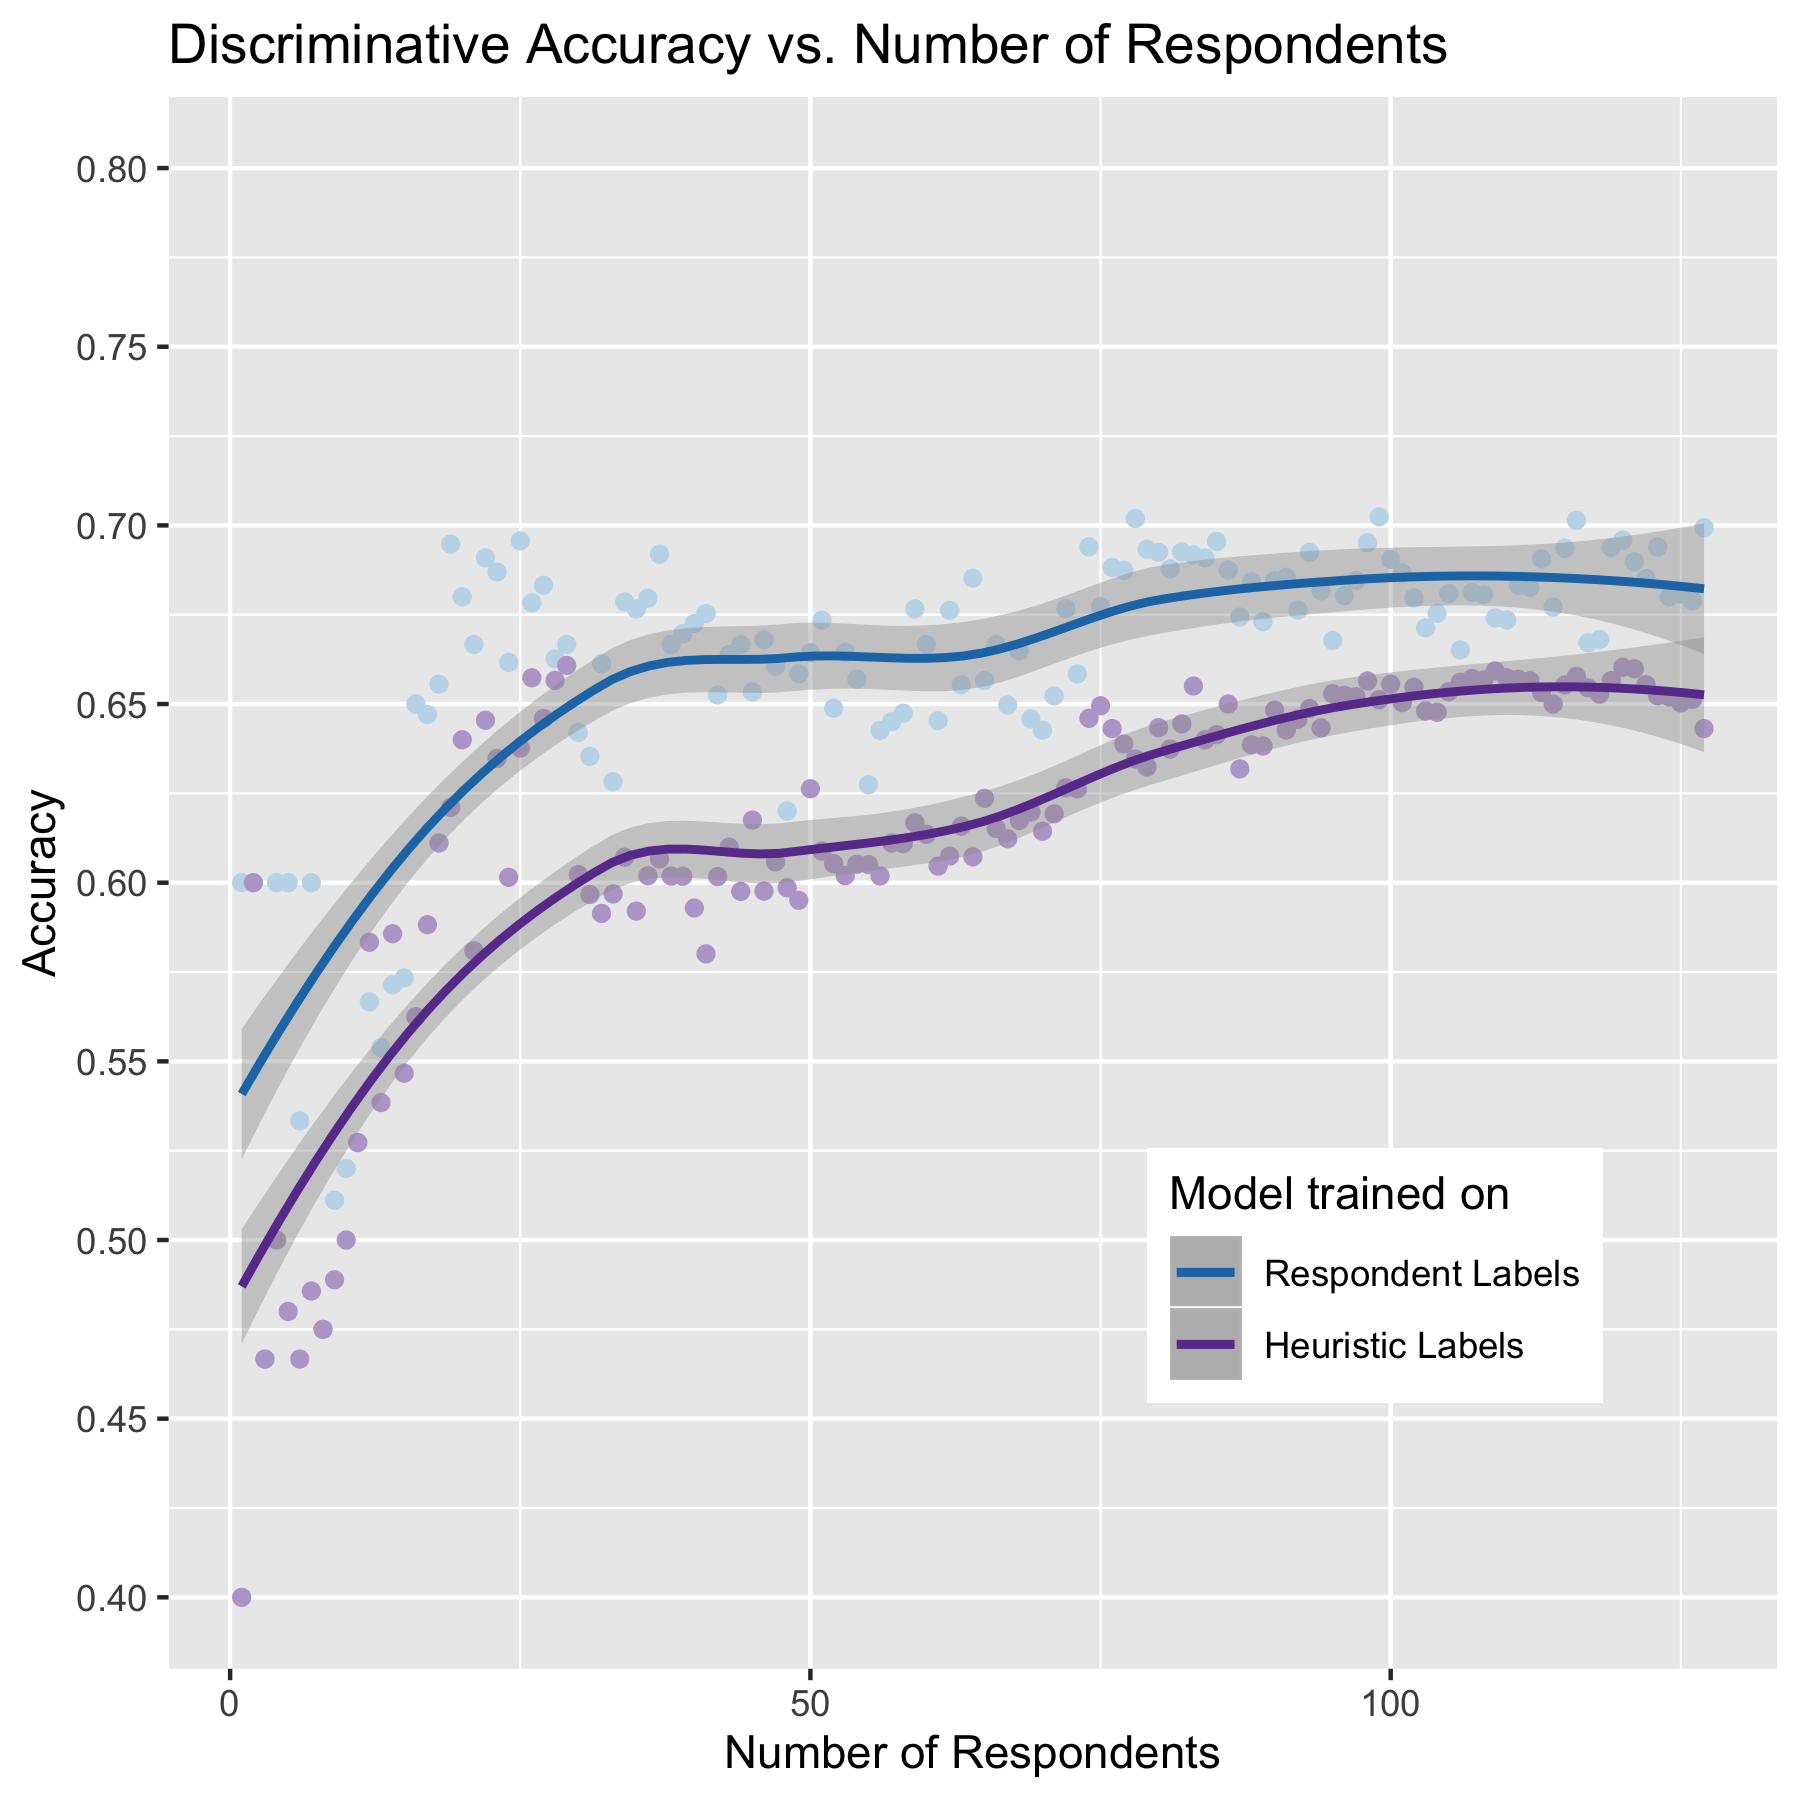 Discriminative Accuracy vs. Number of Respondents
0.80
0.75
0.70
0.65
0.60
0.55
0.50
0.45
0.40
Accuracy
Model trained on
Respondent Labels
Heuristic Labels
0 50 100
Number of Respondents